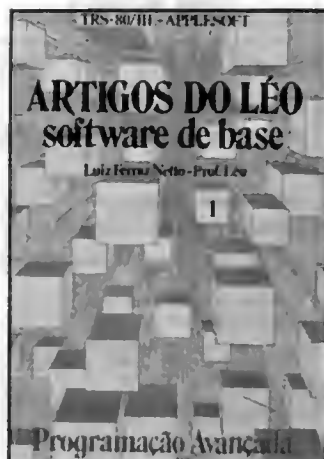 TRS-80/III - APPLESOFT
ARTIGOS DO LÉO
software de base
Luiz Ferraz Netto - Prof. Léo
1
Programação Avançada